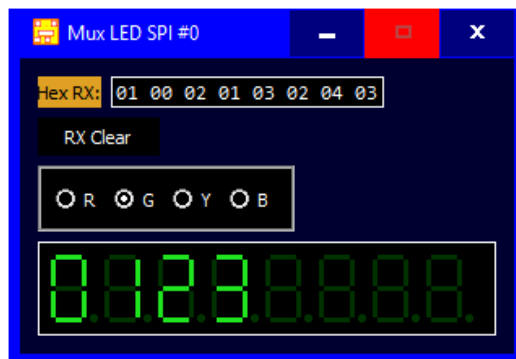 Mux LED SPI #0
Hex RX: 01 00 02 01 03 02 04 03
RX Clear
R G Y B
0123